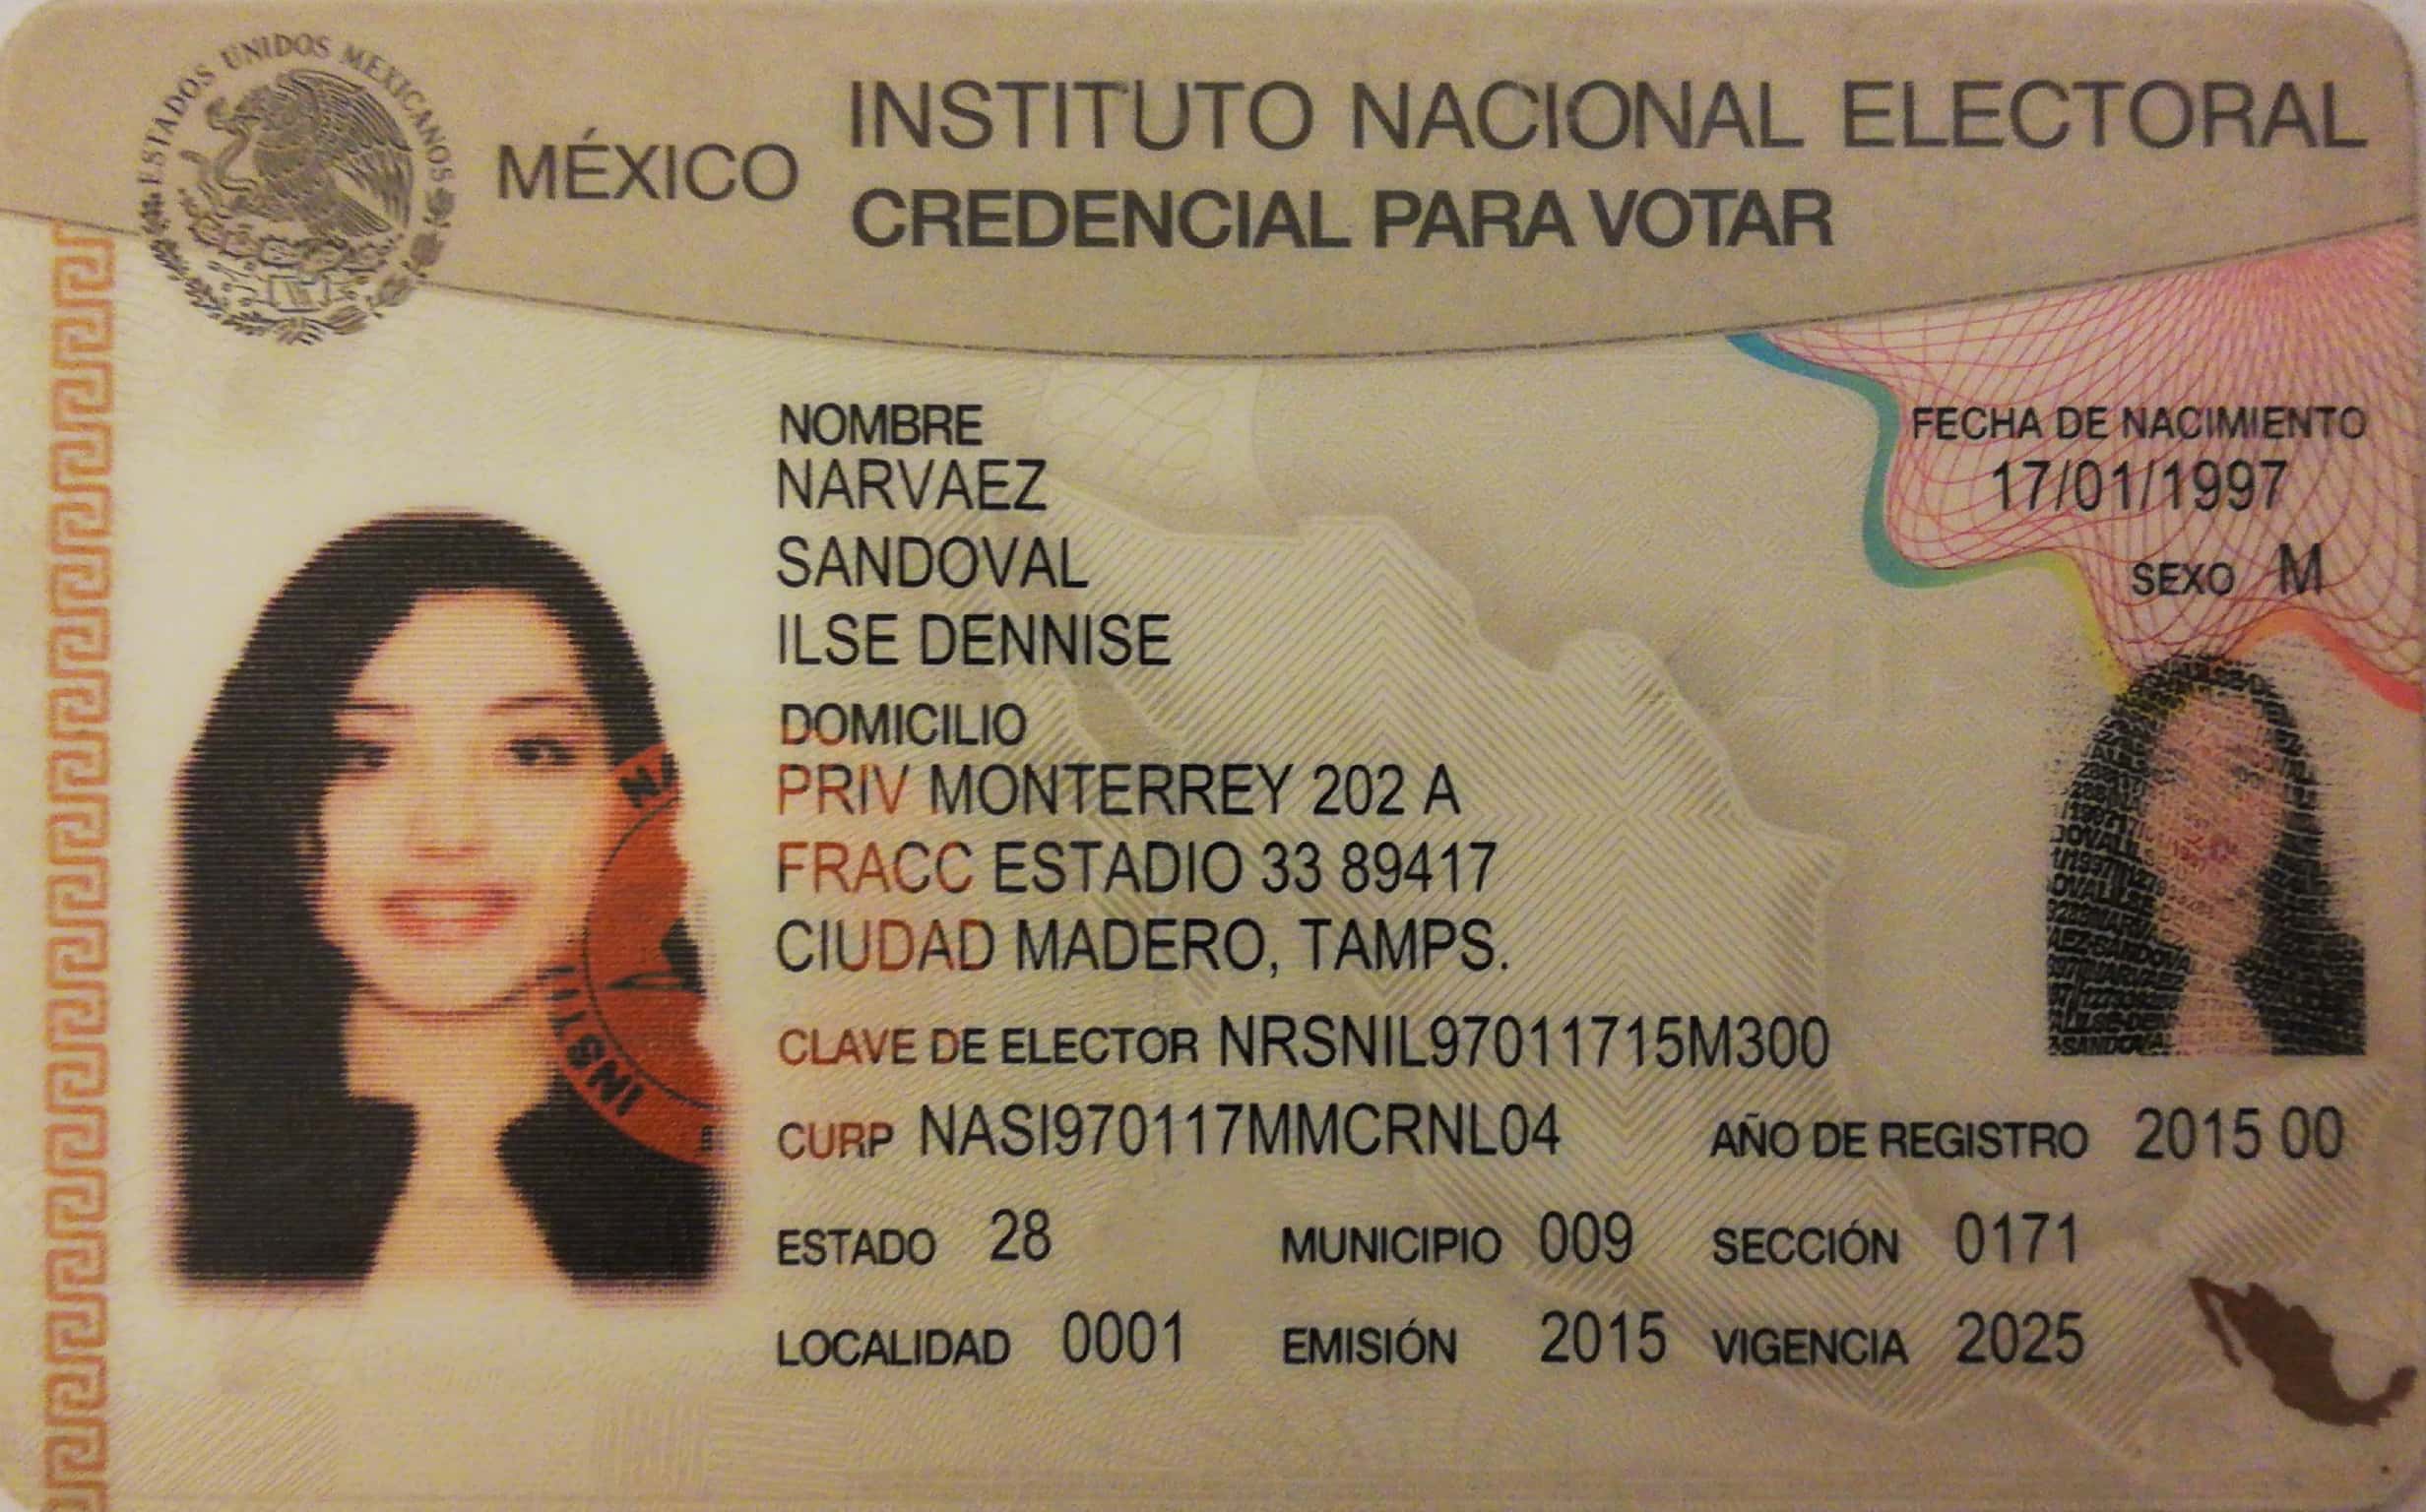 ESTADOS UNIDOS MEXICANOS
MÉXICO
INSTITUTO NACIONAL ELECTORAL
CREDENCIAL PARA VOTAR
NOMBRE
NARVAEZ
SANDOVAL
ILSE DENNISE
FECHA DE NACIMIENTO
17/01/1997
SEXO M
DOMICILIO
PRIV MONTERREY 202 A
FRACC ESTADIO 33 89417
CIUDAD MADERO, TAMPS.
CLAVE DE ELECTOR NRSNIL97011715M300
CURP NASI970117MMCRNL04
AÑO DE REGISTRO 2015 00
ESTADO 28
MUNICIPIO 009
SECCIÓN 0171
LOCALIDAD 0001
EMISIÓN 2015
VIGENCIA 2025